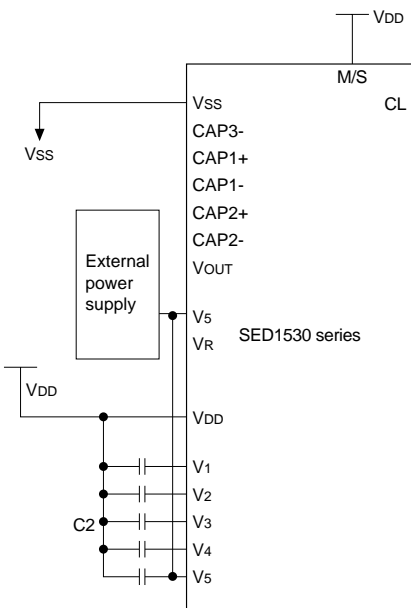 VDD
M/S
VSS
CL
CAP3-
VSS
CAP1+
CAP1-
CAP2+
CAP2-
External
power
supply
VOUT
V5
VR
SED1530 series
VDD
VDD
V1
V2
C2
V3
V4
V5